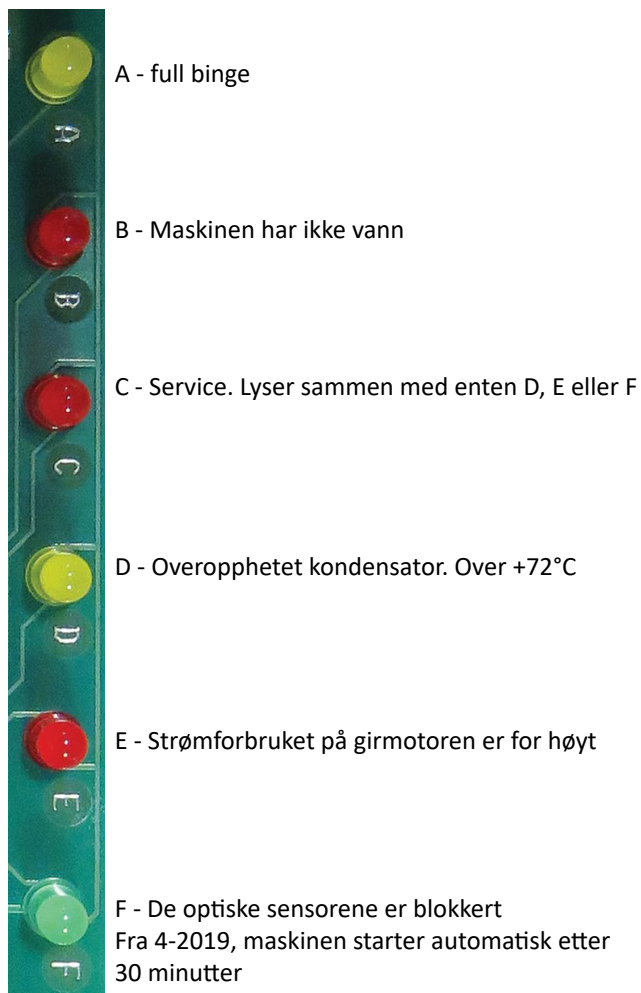 A - full binge
A
B - Maskinen har ikke vann
B
C - Service. Lyser sammen med enten D, E eller F
C
D - Overopphetet kondensator. Over +72°C
D
E - Strømforbruket på girmotoren er for høyt
E
F - De optiske sensorene er blokkert
Fra 4-2019, maskinen starter automatisk etter
30 minutter
F